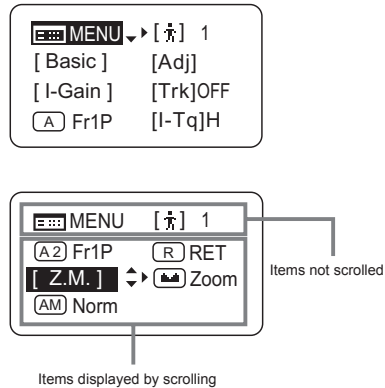 MENU [ ] 1
[ Basic ] [Adj]
[ I-Gain ] [Trk]OFF
A Fr1P [I-Tq]H
MENU [ ] 1
A2 Fr1P R RET
[ Z.M. ] Zoom
AM Norm
Items not scrolled
Items displayed by scrolling